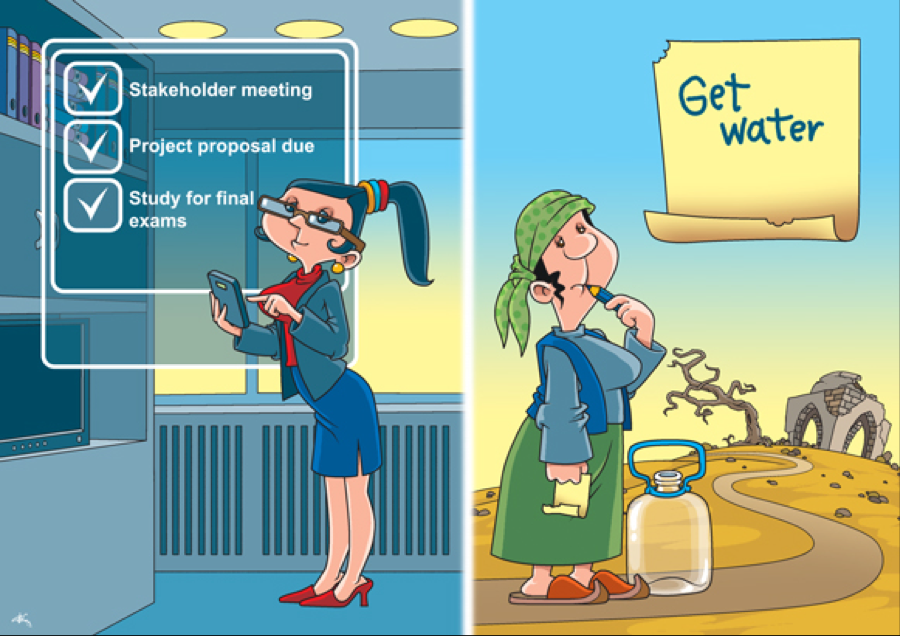 Stakeholder meeting
Project proposal due
Study for final
exams
Get
water